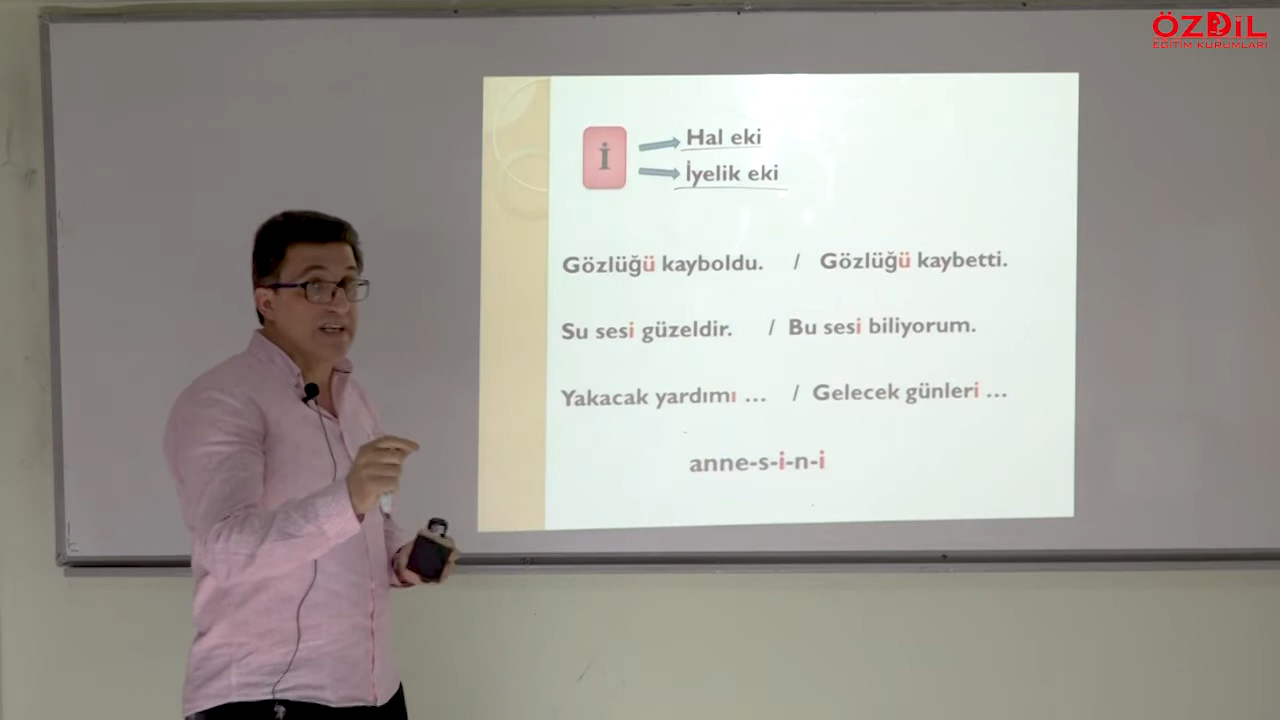 ÖZDİL
EĞİTİM KURUMLARI
İ
Hal eki
İyelik eki
Gözlüğü kayboldu. / Gözlüğü kaybetti.
Su sesi güzeldir. / Bu sesi biliyorum.
Yakacak yardımı ... / Gelecek günleri ...
anne-s-i-n-i